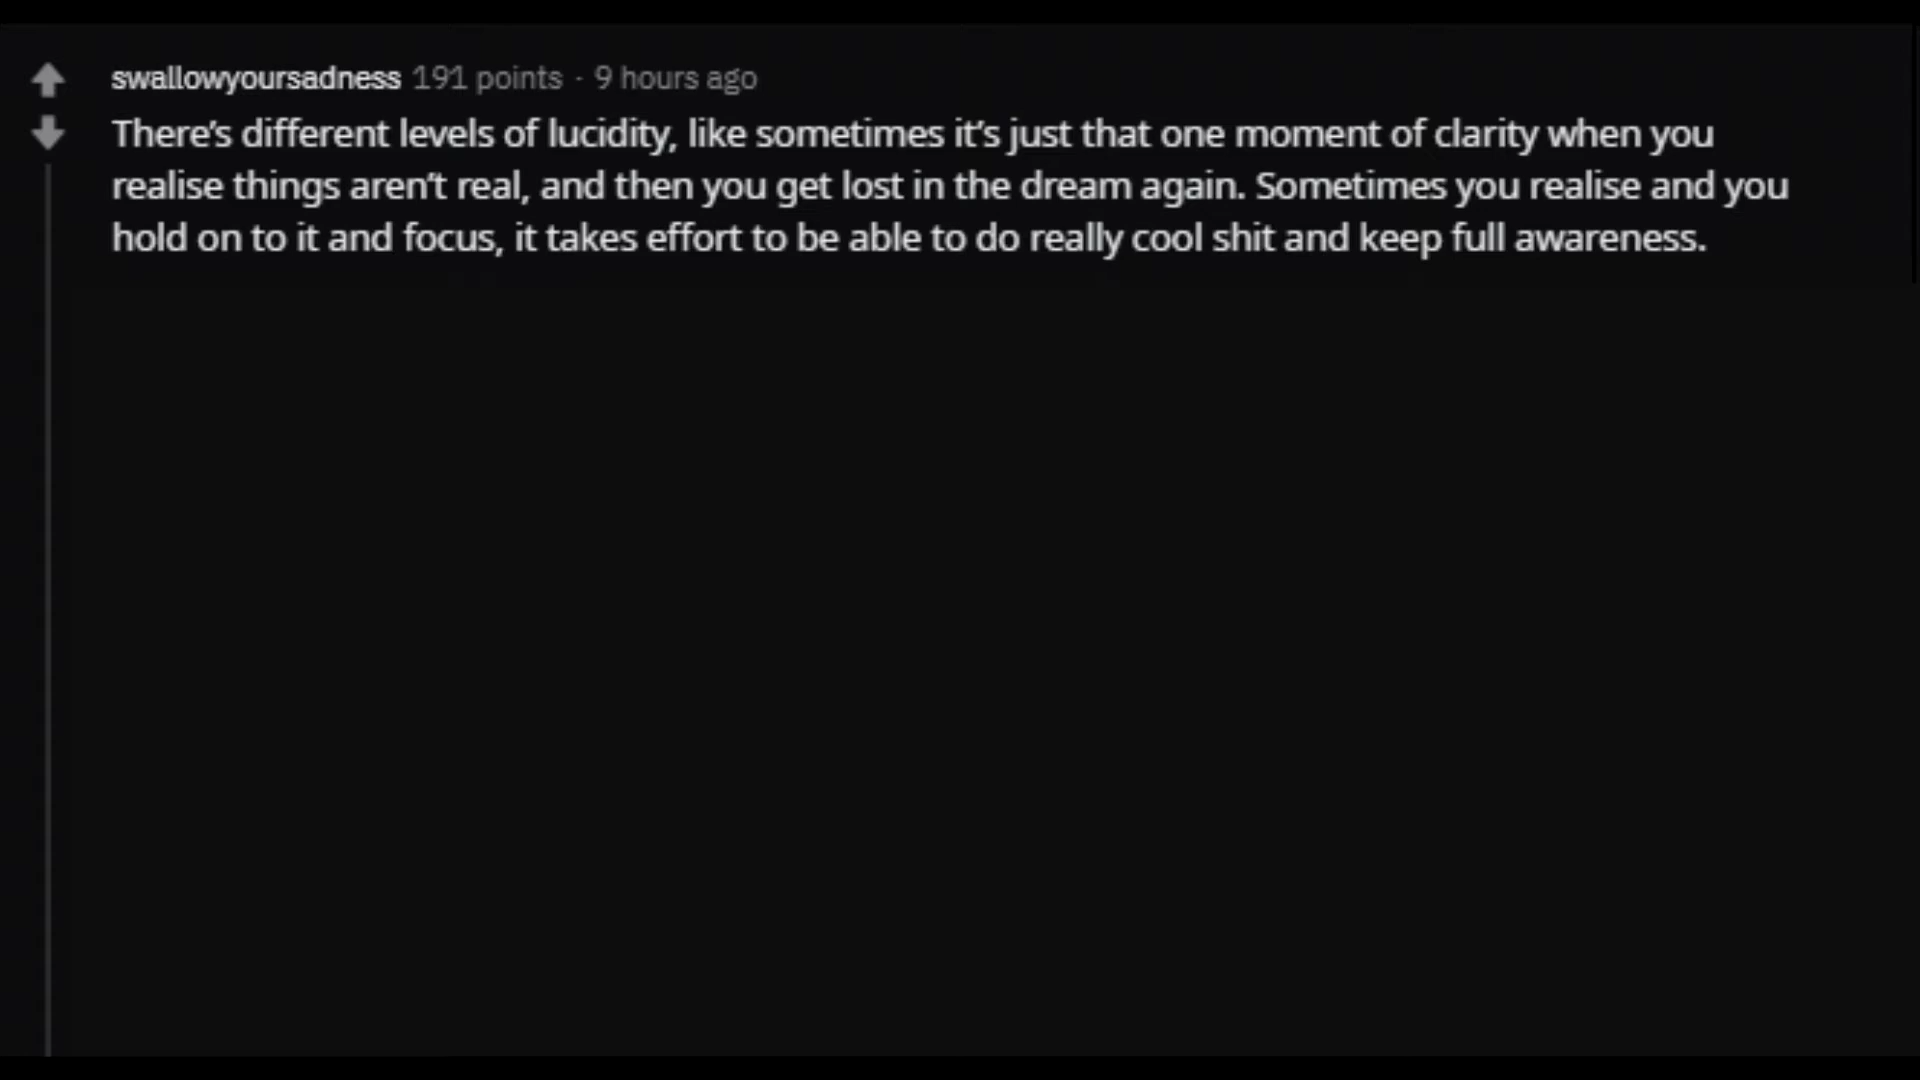 swallowyoursadness 191 points · 9 hours ago
There’s different levels of lucidity, like sometimes it’s just that one moment of clarity when you
realise things aren’t real, and then you get lost in the dream again. Sometimes you realise and you
hold on to it and focus, it takes effort to be able to do really cool shit and keep full awareness.